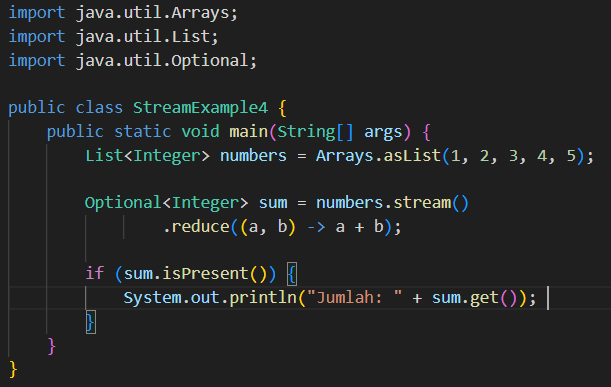 import java.util.Arrays;
import java.util.List;
import java.util.Optional;

public class StreamExample4 {
    public static void main(String[] args) {
        List<Integer> numbers = Arrays.asList(1, 2, 3, 4, 5);

        Optional<Integer> sum = numbers.stream()
                .reduce((a, b) -> a + b);

        if (sum.isPresent()) {
            System.out.println("Jumlah: " + sum.get());
        }
    }
}